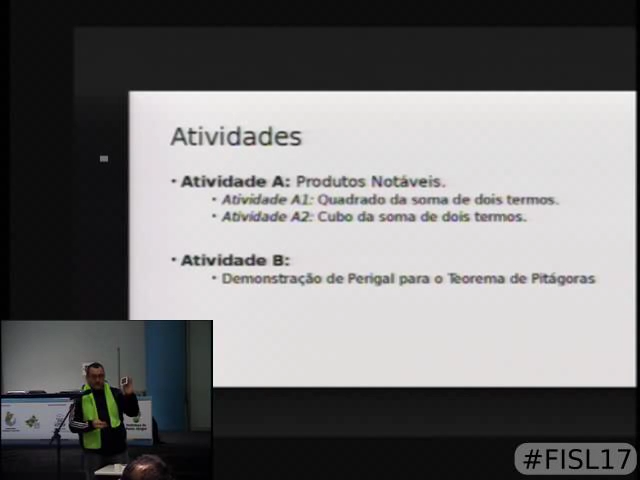 Atividades
• Atividade A: Produtos Notáveis.
• Atividade A1: Quadrado da soma de dois termos.
• Atividade A2: Cubo da soma de dois termos.
• Atividade B:
• Demonstração de Perigal para o Teorema de Pitágoras
#FISL17